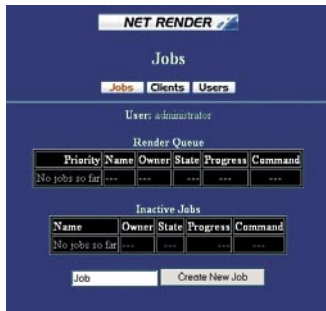 NET RENDER
Jobs
Jobs Clients Users
User: administrator
Render Queue
Priority Name Owner State Progress Command
No jobs so far --- --- --- --- ---
Inactive Jobs
Name Owner State Progress Command
No jobs so far --- --- --- ---
Job Create New Job